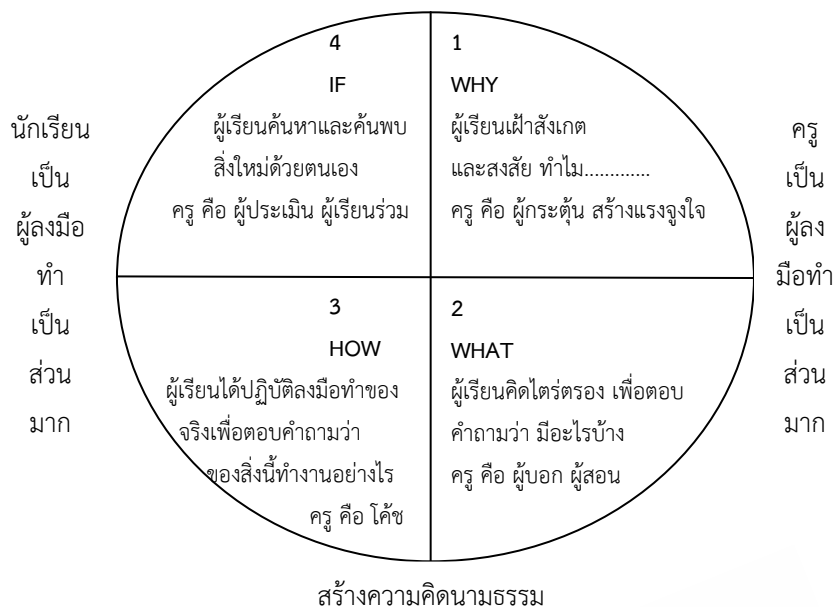 4
IF
ผู้เรียนค้นหาและค้นพบ
สิ่งใหม่ด้วยตนเอง
ครู คือ ผู้ประเมิน ผู้เรียนร่วม
1
WHY
ผู้เรียนเฝ้าสังเกต
และสงสัย ทำไม.............
ครู คือ ผู้กระตุ้น สร้างแรงจูงใจ
นักเรียน
เป็น
ผู้ลงมือ
ทำ
เป็น
ส่วน
มาก
ครู
เป็น
ผู้ลง
มือทำ
เป็น
ส่วน
มาก
3
HOW
ผู้เรียนได้ปฏิบัติลงมือทำของ
จริงเพื่อตอบคำถามว่า
ของสิ่งนี้ทำงานอย่างไร
ครู คือ โค้ช
2
WHAT
ผู้เรียนคิดไตร่ตรอง เพื่อตอบ
คำถามว่า มีอะไรบ้าง
ครู คือ ผู้บอก ผู้สอน
สร้างความคิดนามธรรม